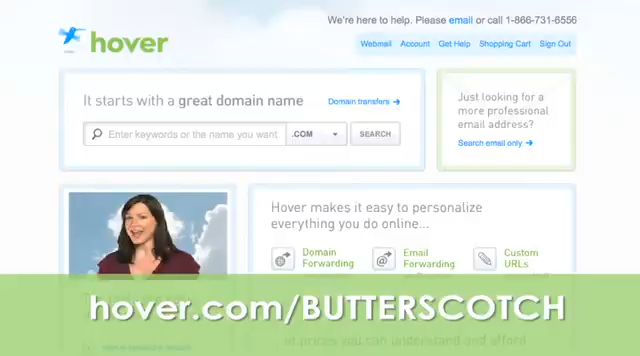 We're here to help. Please email or call 1-866-731-6556
hover
Webmail Account Get Help Shopping Cart Sign Out
It starts with a great domain name
Domain transfers
Enter keywords or the name you want
.COM
SEARCH
Just looking for a
more professional
email address?
Search email only
Hover makes it easy to personalize
everything you do online...
Domain
Forwarding
Email
Forwarding
Custom
URLs
hover.com/BUTTERSCOTCH
at prices you can understand and afford